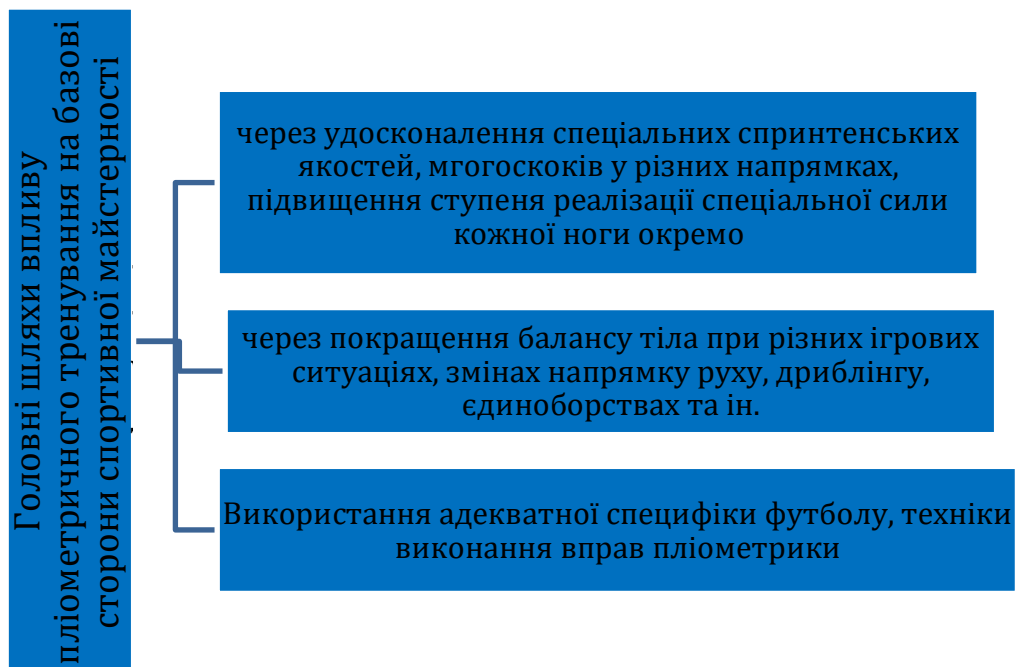 Головні шляхи впливу
пліометричного тренування на базові
сторони спортивної майстерності
через удосконалення спеціальних спринтенських
якостей, мгогоскоків у різних напрямках,
підвищення ступеня реалізації спеціальної сили
кожної ноги окремо
через покращення балансу тіла при різних ігрових
ситуаціях, змінах напрямку руху, дриблінгу,
єдиноборствах та ін.
Використання адекватної специфіки футболу, техніки
виконання вправ пліометрики